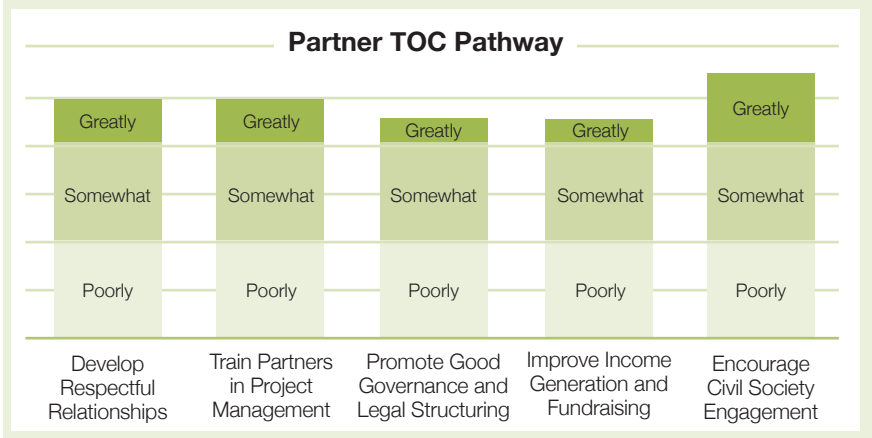 Partner TOC Pathway
Greatly
Greatly
Greatly
Greatly
Greatly
Somewhat
Somewhat
Somewhat
Somewhat
Somewhat
Poorly
Poorly
Poorly
Poorly
Poorly
Develop
Respectful
Relationships
Train Partners
in Project
Management
Promote Good
Governance and
Legal Structuring
Improve Income
Generation and
Fundraising
Encourage
Civil Society
Engagement